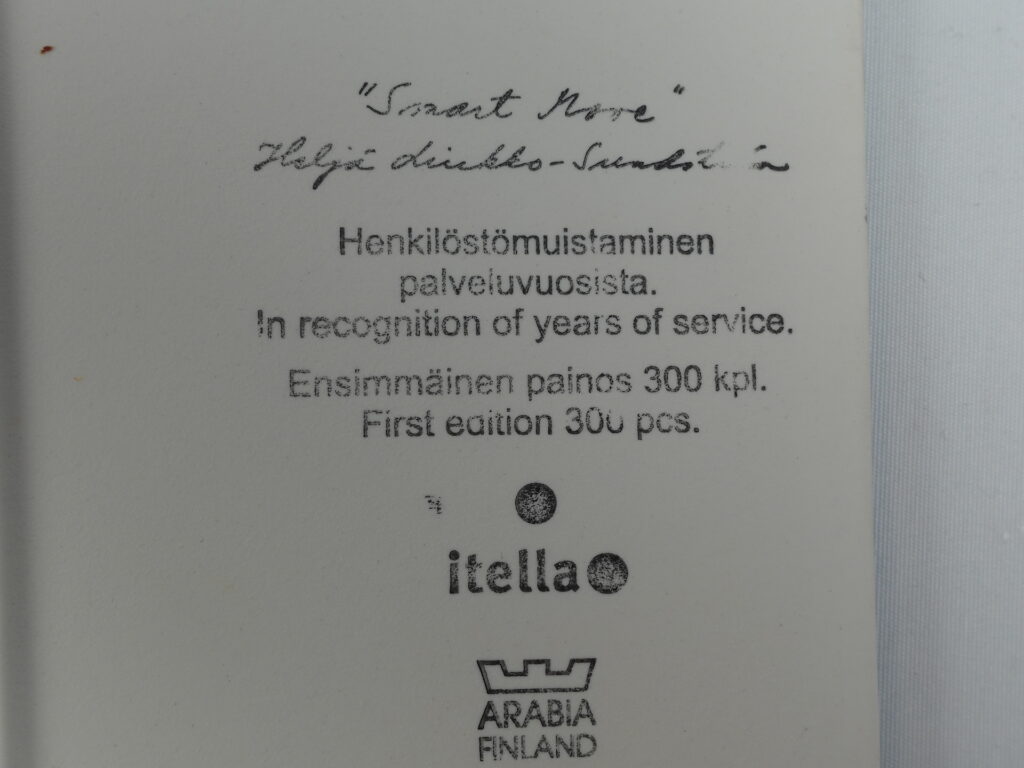 "Smart Move"
Heljä Liukko-Sundström
Henkilöstömuistaminen
palveluvuosista.
In recognition of years of service.
Ensimmäinen painos 300 kpl.
First edition 300 pcs.
itella
ARABIA
FINLAND